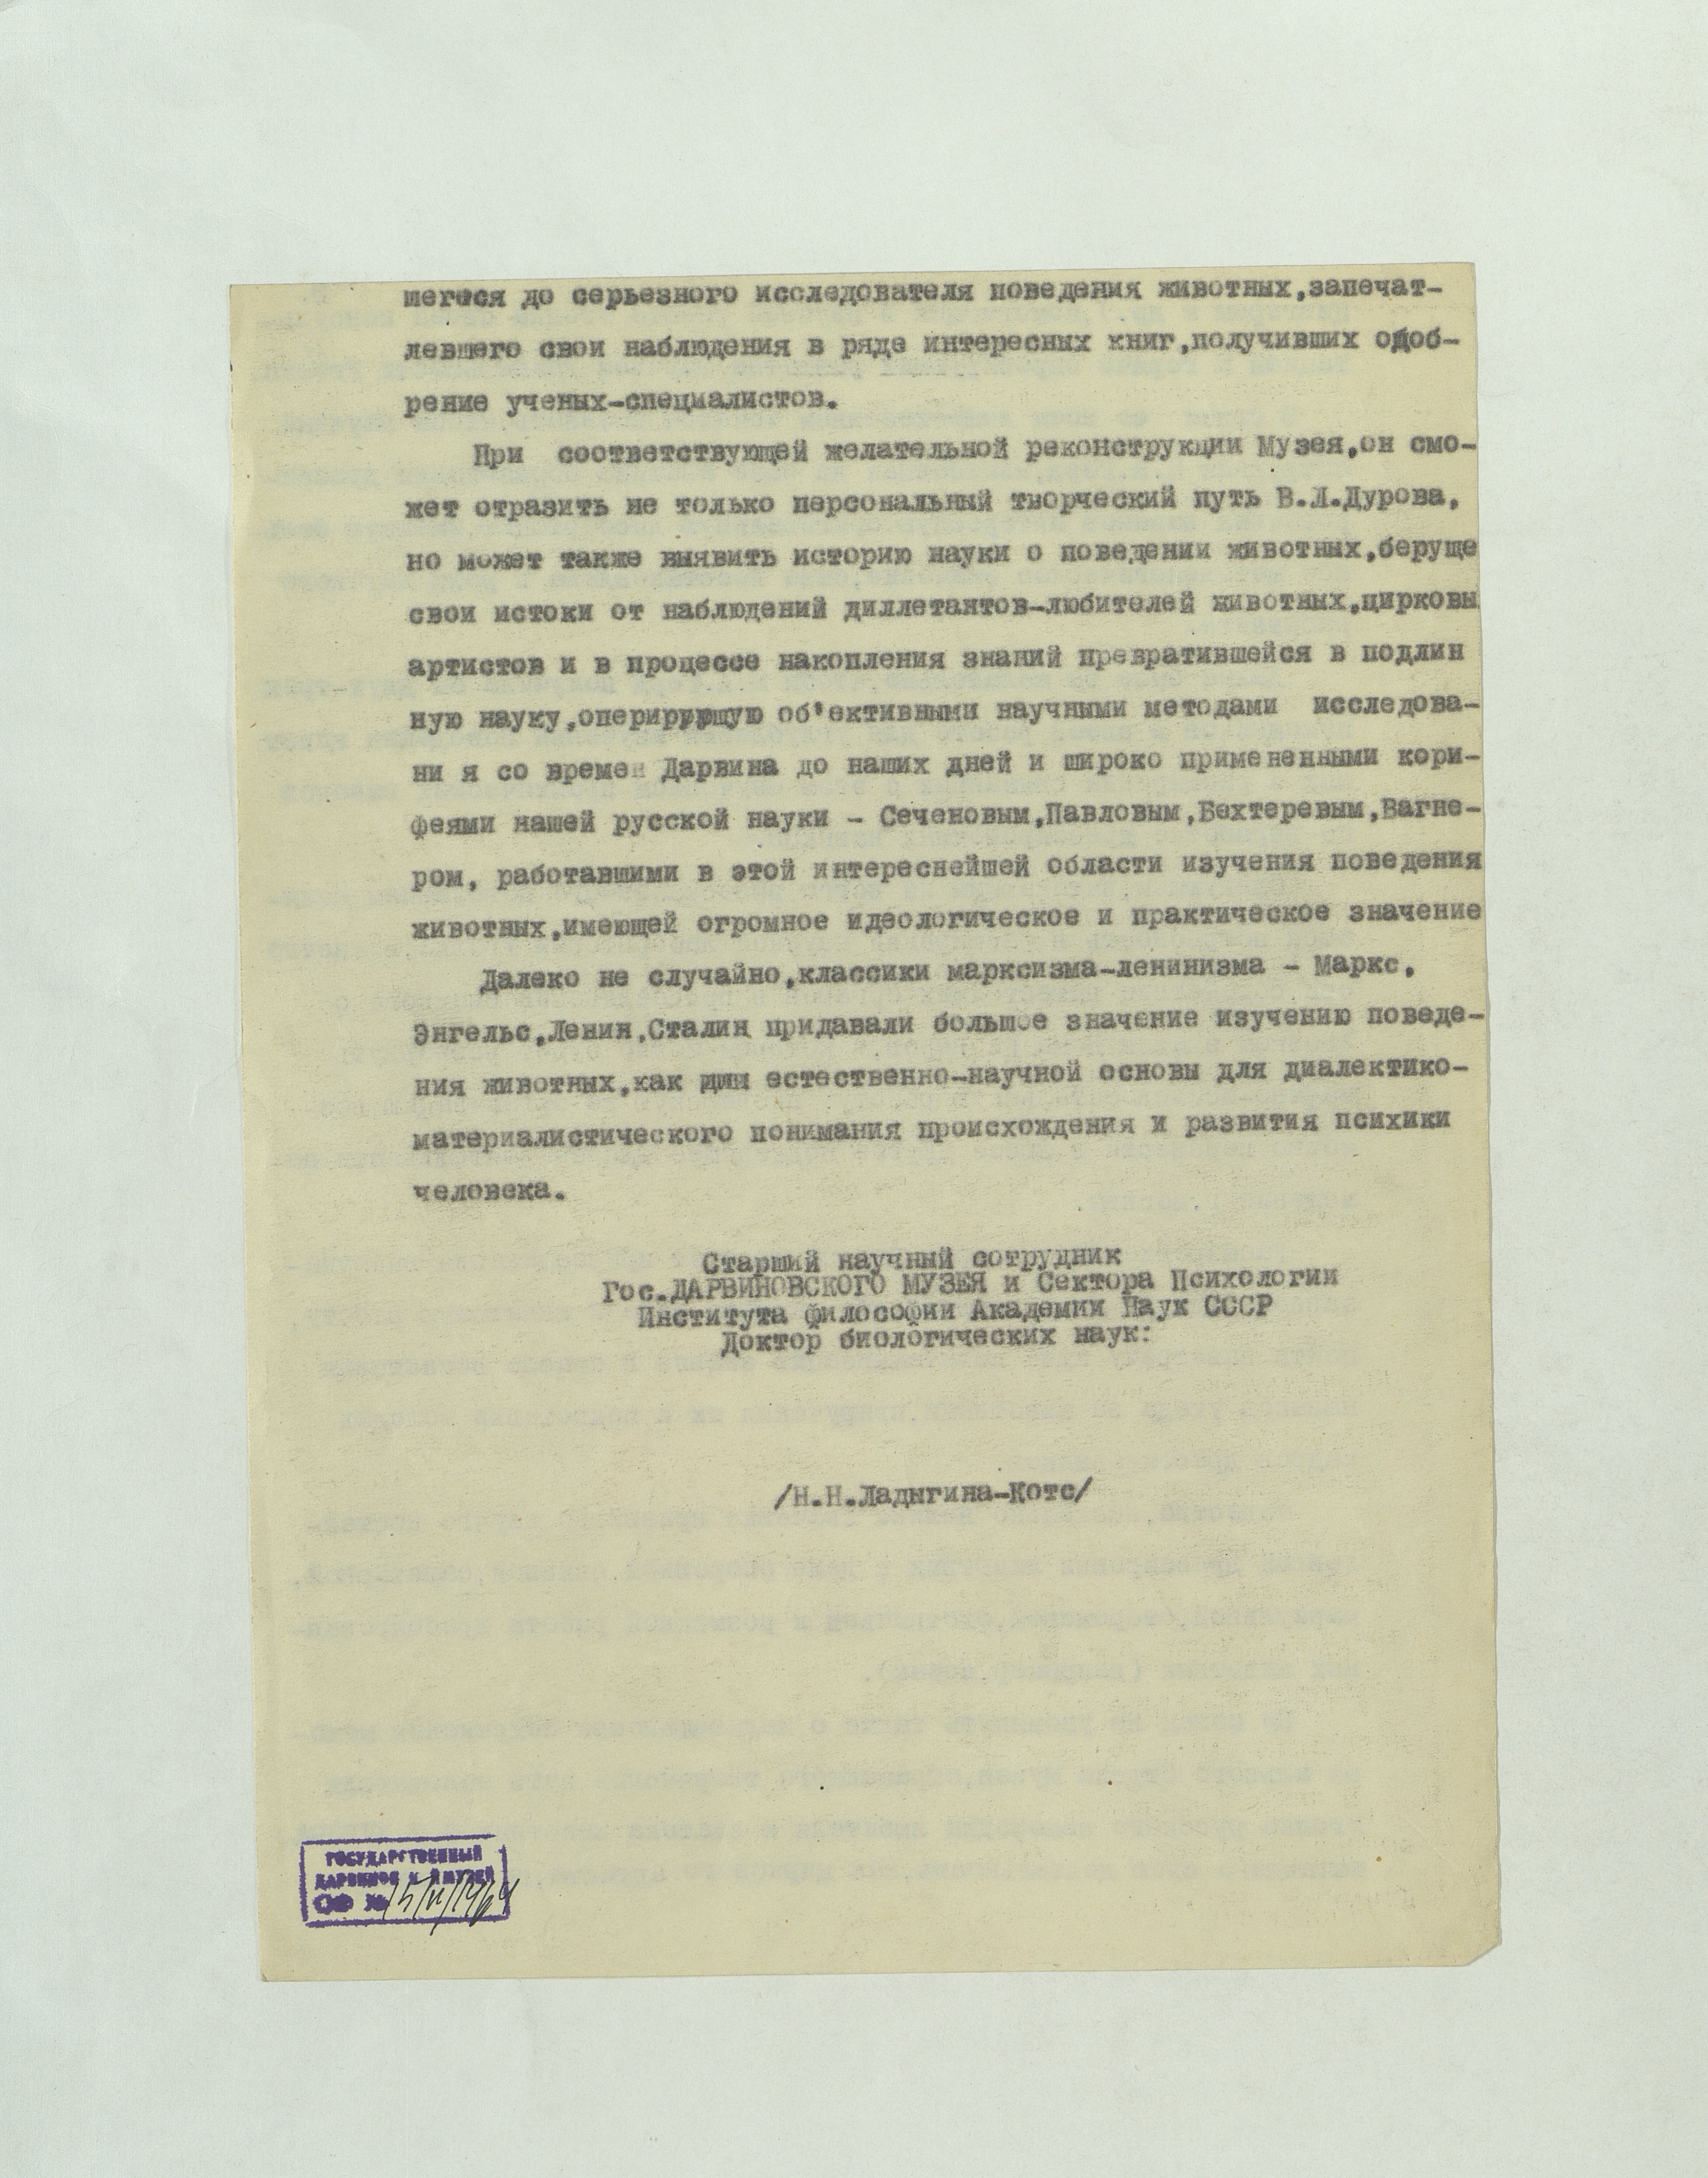 шегося до серьезного исследователя поведения животных,запечат-
левшего свои наблюдения в ряде интересных книг,получивших одоб-
рение ученых-специалистов.
При соответствующей желательной реконструкции Музея,он смо-
жет отразить не только персональный творческий путь В.Л.Дурова,
но может также выявить историю науки о поведении животных,беруще
свои истоки от наблюдений диллетантов-любителей животных,цирковы
артистов и в процессе накопления знаний превратившейся в подлин
ную науку,оперирующую об'ективными научными методами исследова-
ни я со времен Дарвина до наших дней и широко примененными кори-
феями нашей русской науки - Сеченовым,Павловым,Бехтеревым,Вагне-
ром, работавшими в этой интереснейшей области изучения поведения
животных,имеющей огромное идеологическое и практическое значение
Далеко не случайно,классики марксизма-ленинизма - Маркс,
Энгельс,Ленин,Сталин придавали большое значение изучению поведе-
ния животных,как естественно-научной основы для диалектико-
материалистического понимания происхождения и развития психики
человека.
Старший научный сотрудник
Гос.ДАРВИНОВСКОГО МУЗЕЯ и Сектора Психологии
Института философии Академии Наук СССР
Доктор биологических наук:
/Н.Н.Ладыгина-Котс/
ГОСУДАРСТВЕННЫЙ
ДАРВИНОВ К Й МУЗЕЙ
ОФ №